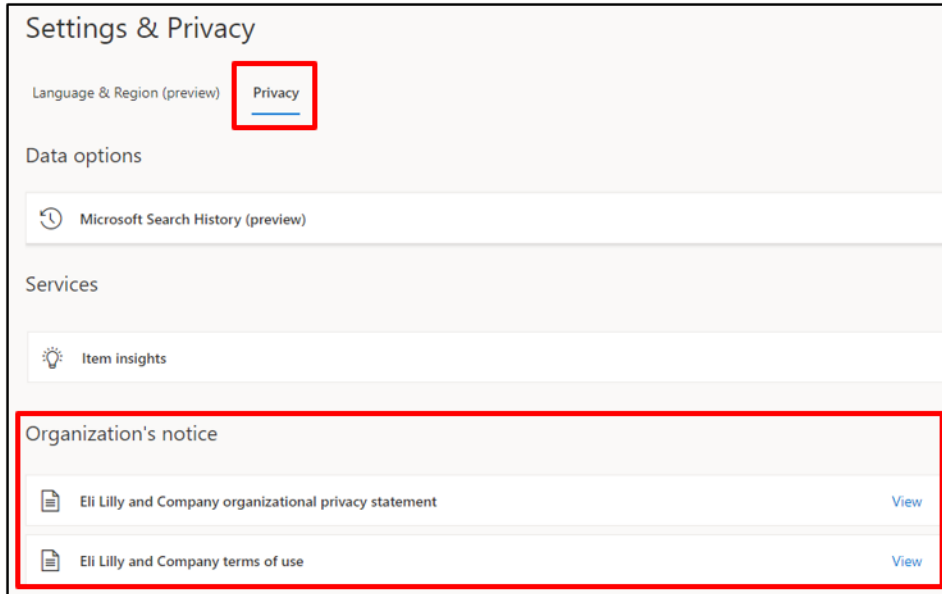 Settings & Privacy
Language & Region (preview) Privacy
Data options
Microsoft Search History (preview)
Services
Item insights
Organization's notice
Eli Lilly and Company organizational privacy statement View
Eli Lilly and Company terms of use View